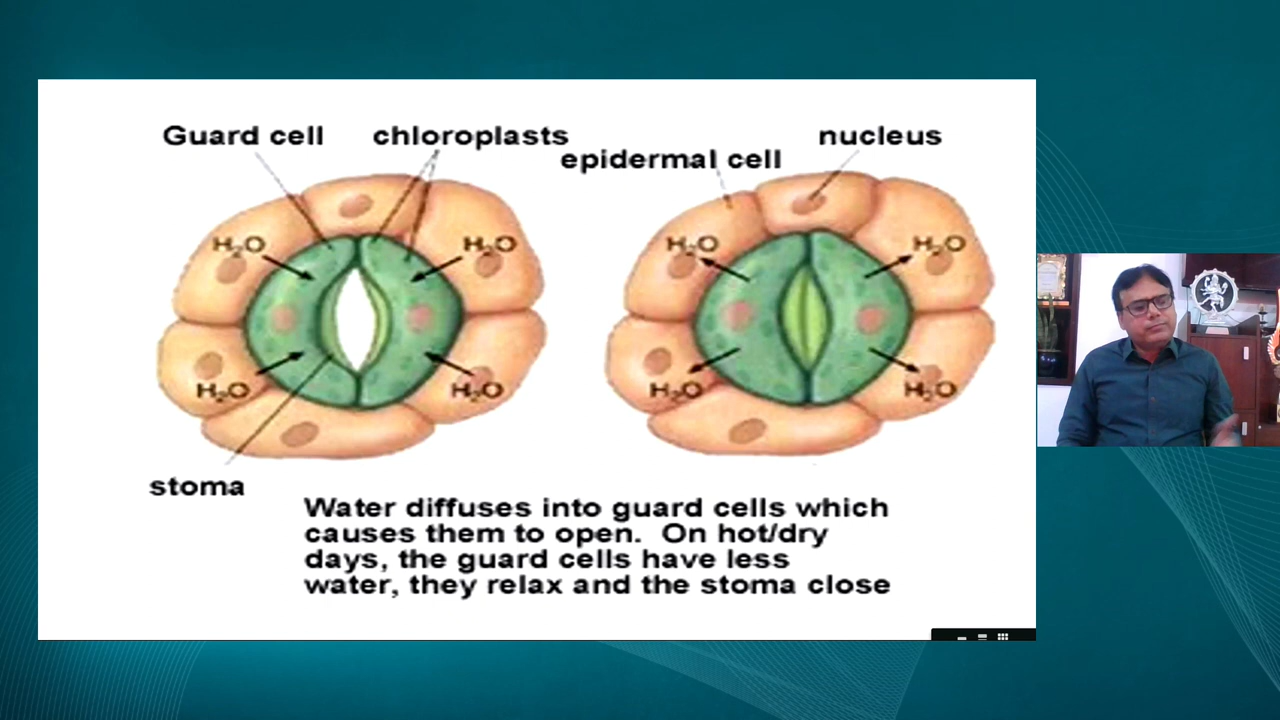 Guard cell
chloroplasts
epidermal cell
nucleus
H₂O
H₂O
H₂O
H₂O
H₂O
H₂O
H₂O
H₂O
stoma
Water diffuses into guard cells which
causes them to open. On hot/dry
days, the guard cells have less
water, they relax and the stoma close